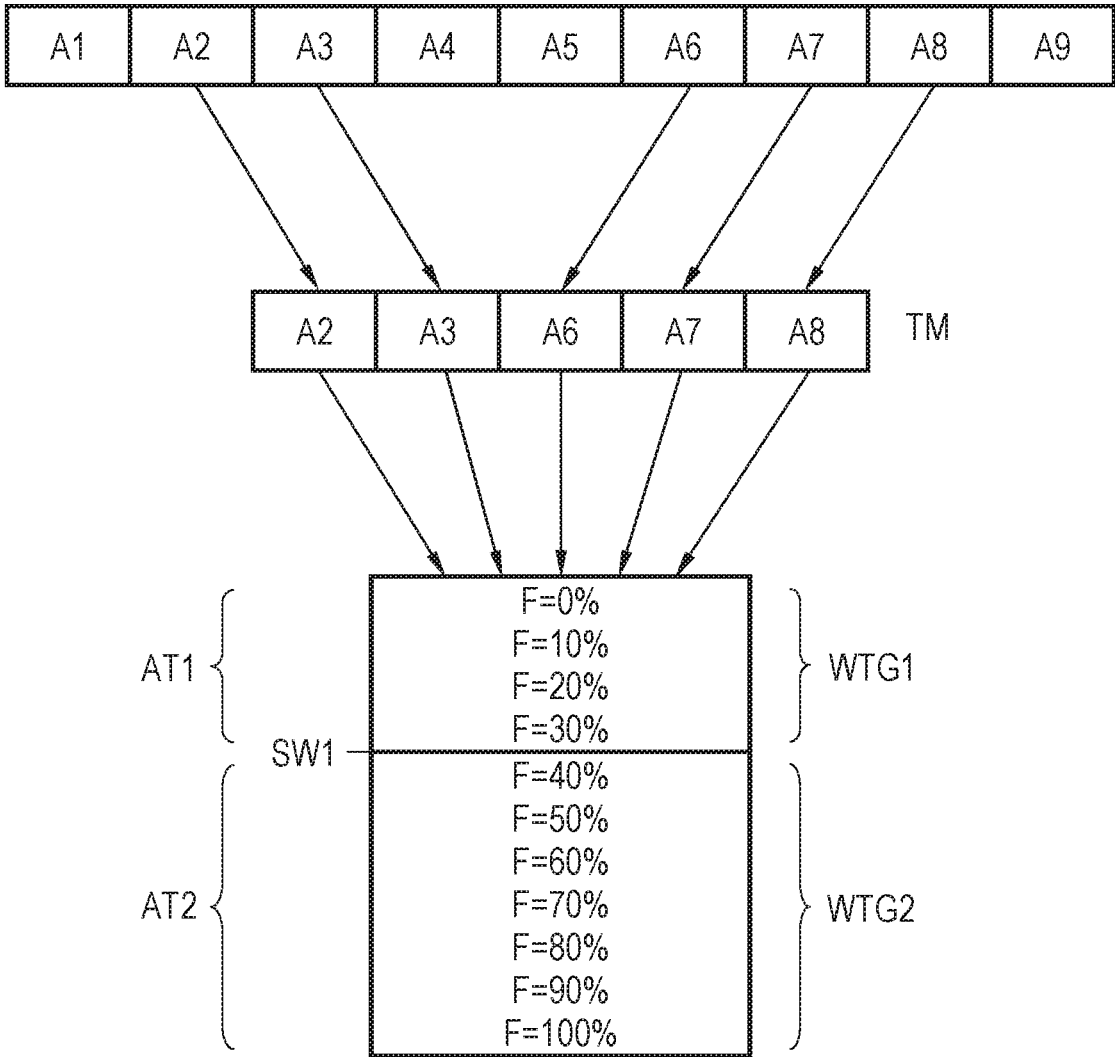 A1 A2 A3 A4 A5 A6 A7 A8 A9
A2 A3 A6 A7 A8 TM
F=0%
F=10%
AT1 F=20% WTG1
F=30%
SW1
F=40%
F=50%
F=60%
AT2 F=70% WTG2
F=80%
F=90%
F=100%